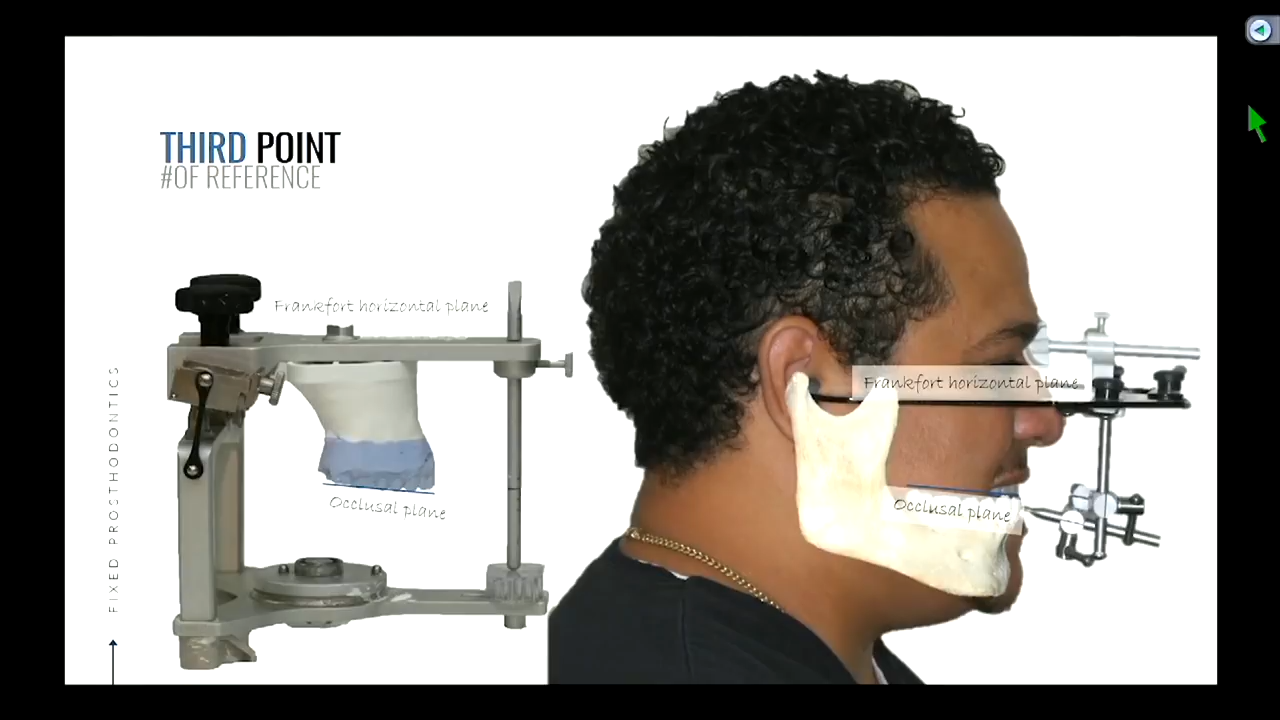 THIRD POINT
#OF REFERENCE
Frankfort horizontal plane
Occlusal plane
Frankfort horizontal plane
Occlusal plane
FIXED PROSTHODONTICS